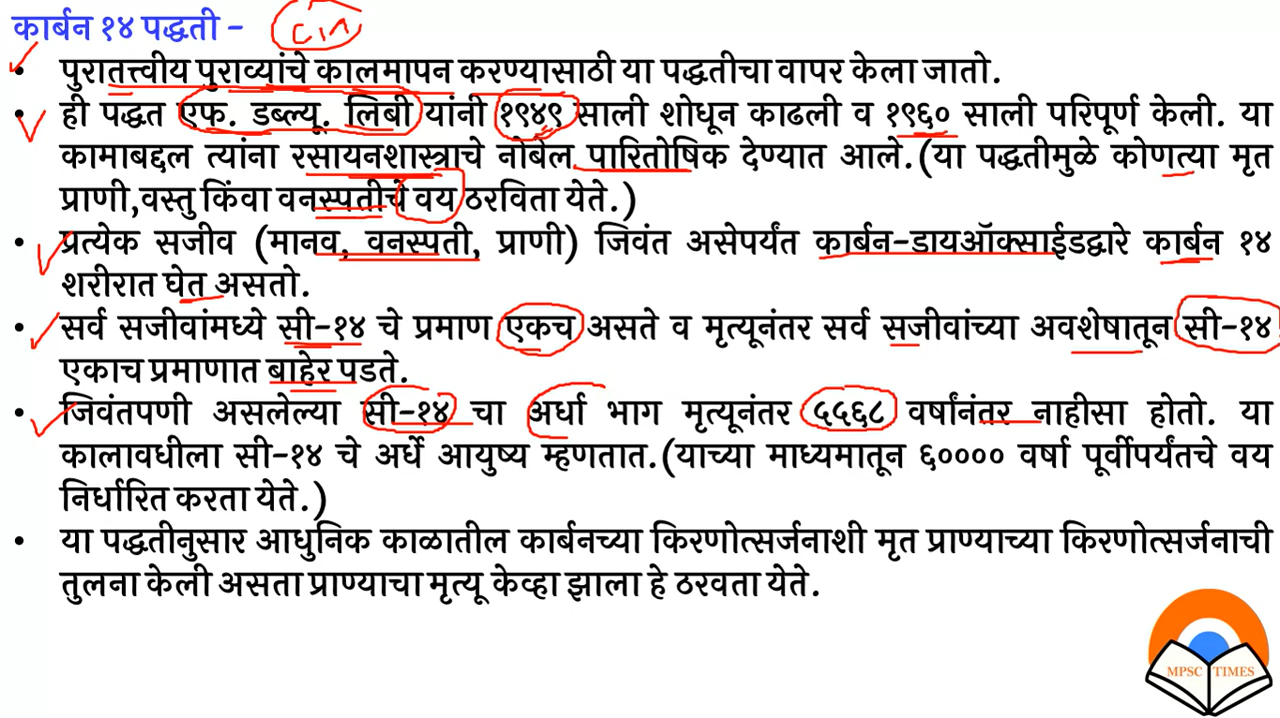 कार्बन १४ पद्धती - C14
• पुरातत्त्वीय पुराव्यांचे कालमापन करण्यासाठी या पद्धतीचा वापर केला जातो.
• ही पद्धत एफ. डब्ल्यू. लिबी यांनी १९४९ साली शोधून काढली व १९६० साली परिपूर्ण केली. या
कामाबद्दल त्यांना रसायनशास्त्राचे नोबेल पारितोषिक देण्यात आले.(या पद्धतीमुळे कोणत्या मृत
प्राणी,वस्तु किंवा वनस्पतीचे वय ठरविता येते.)
• प्रत्येक सजीव (मानव, वनस्पती, प्राणी) जिवंत असेपर्यंत कार्बन-डायऑक्साईडद्वारे कार्बन १४
शरीरात घेत असतो.
• सर्व सजीवांमध्ये सी-१४ चे प्रमाण एकच असते व मृत्यूनंतर सर्व सजीवांच्या अवशेषातून सी-१४
एकाच प्रमाणात बाहेर पडते.
• जिवंतपणी असलेल्या सी-१४ चा अर्धा भाग मृत्यूनंतर ५५६८ वर्षांनंतर नाहीसा होतो. या
कालावधीला सी-१४ चे अर्धे आयुष्य म्हणतात.(याच्या माध्यमातून ६०००० वर्षा पूर्वीपर्यंतचे वय
निर्धारित करता येते.)
• या पद्धतीनुसार आधुनिक काळातील कार्बनच्या किरणोत्सर्जनाशी मृत प्राण्याच्या किरणोत्सर्जनाची
तुलना केली असता प्राण्याचा मृत्यू केव्हा झाला हे ठरवता येते.
MPSC TIMES